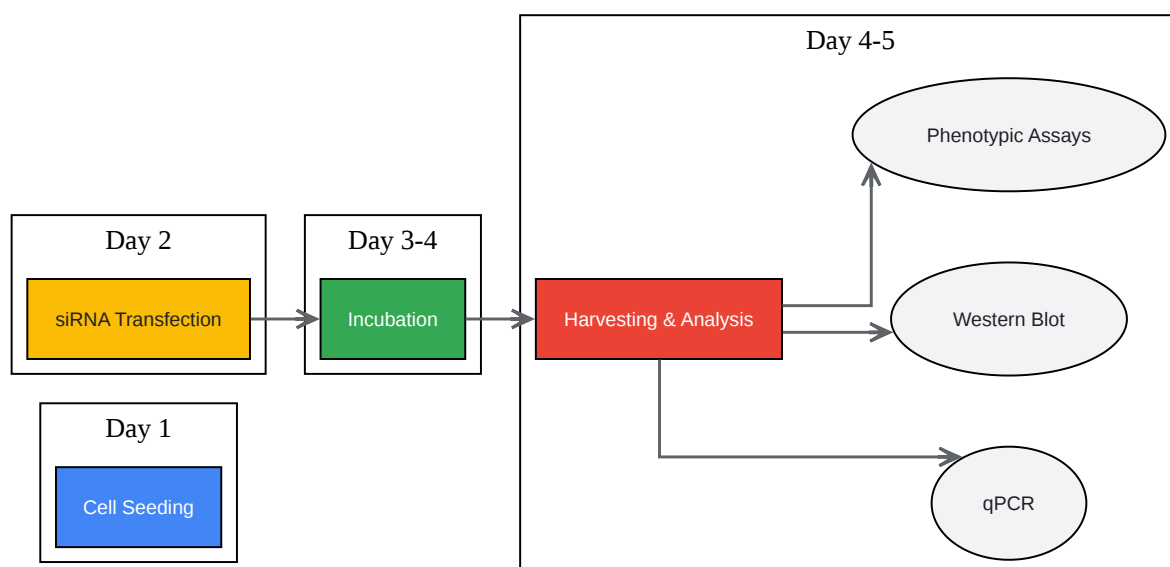 Day 4-5
Phenotypic Assays
Day 2
siRNA Transfection
Day 3-4
Incubation
Harvesting & Analysis
Western Blot
Day 1
Cell Seeding
qPCR